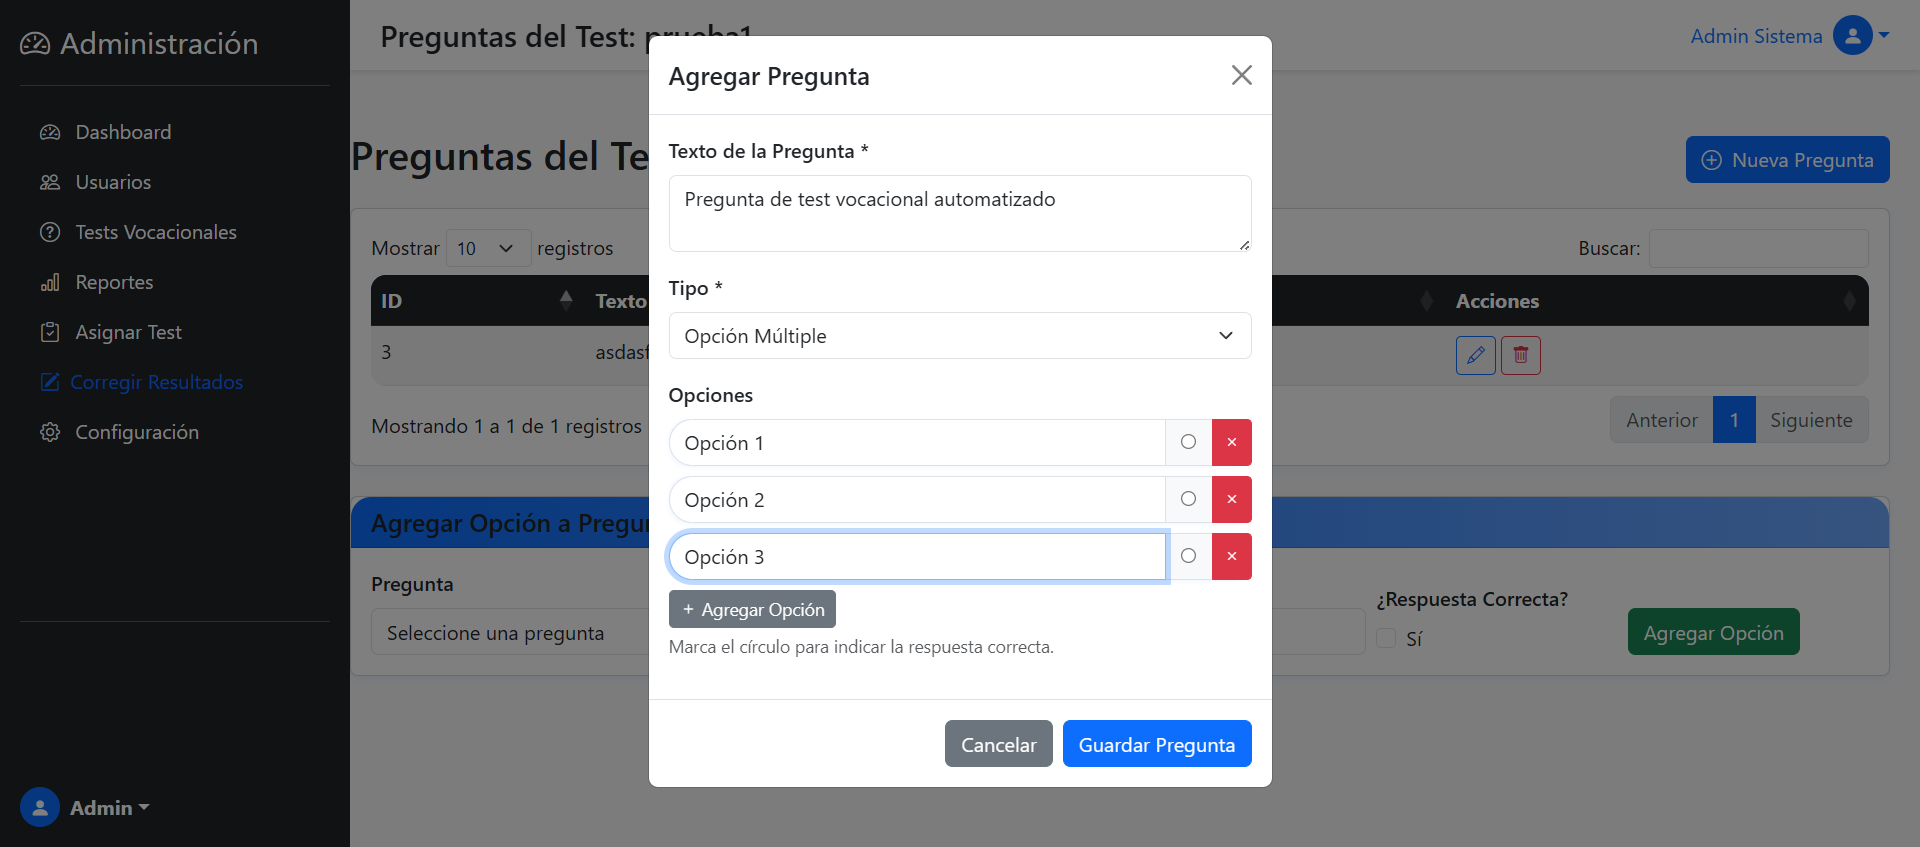 Administración
Dashboard
Usuarios
Tests Vocacionales
Reportes
Asignar Test
Corregir Resultados
Configuración
Admin
Preguntas del Test:
Admin Sistema
Preguntas del Te
Nueva Pregunta
Mostrar 10 registros
Buscar:
ID Texto Acciones
3 asdasf
Mostrando 1 a 1 de 1 registros
Anterior 1 Siguiente
Agregar Opción a Pregun
Pregunta
Seleccione una pregunta
¿Respuesta Correcta?
Sí
Agregar Opción
Agregar Pregunta
Texto de la Pregunta *
Pregunta de test vocacional automatizado
Tipo *
Opción Múltiple
Opciones
Opción 1
Opción 2
Opción 3
+ Agregar Opción
Marca el círculo para indicar la respuesta correcta.
Cancelar
Guardar Pregunta